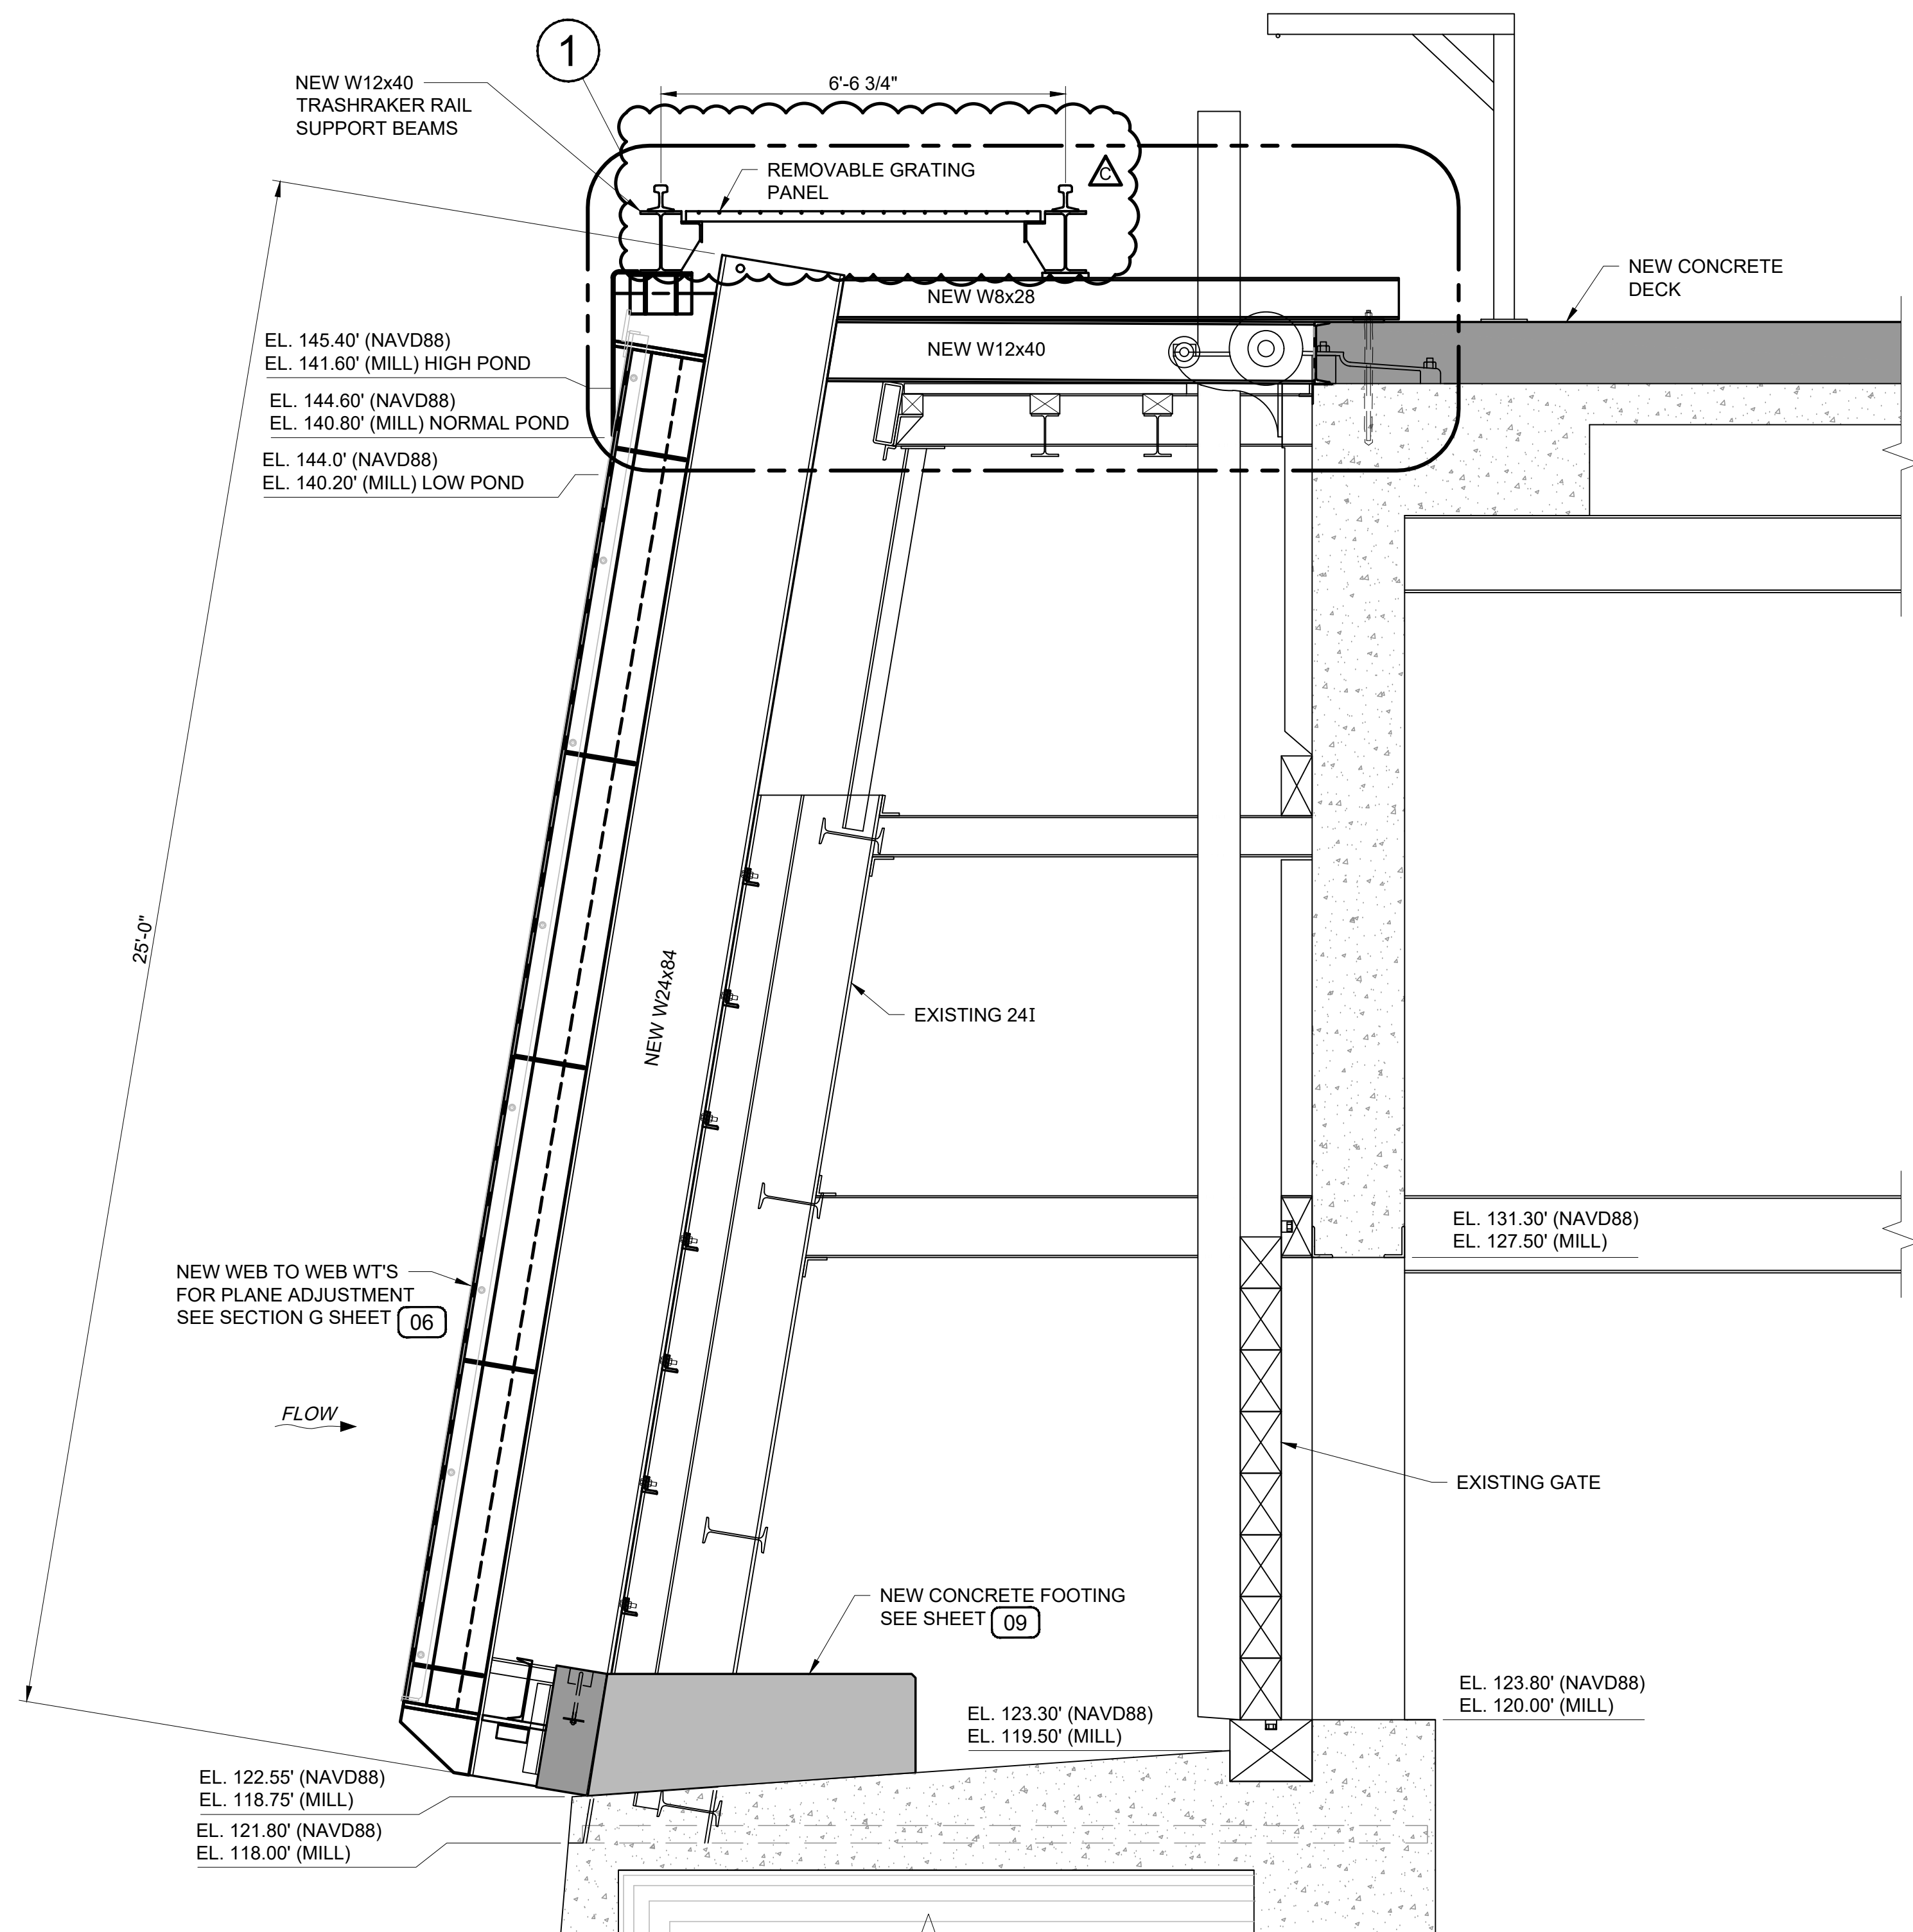 1
NEW W12x40
TRASHRAKER RAIL
SUPPORT BEAMS
6'-6 3/4"
REMOVABLE GRATING
PANEL
C
NEW CONCRETE
DECK
NEW W8x28
NEW W12x40
EL. 145.40' (NAVD88)
EL. 141.60' (MILL) HIGH POND
EL. 144.60' (NAVD88)
EL. 140.80' (MILL) NORMAL POND
EL. 144.0' (NAVD88)
EL. 140.20' (MILL) LOW POND
25'-0"
NEW W24x84
EXISTING 24I
EL. 131.30' (NAVD88)
EL. 127.50' (MILL)
NEW WEB TO WEB WT'S
FOR PLANE ADJUSTMENT
SEE SECTION G SHEET 06
FLOW
EXISTING GATE
NEW CONCRETE FOOTING
SEE SHEET 09
EL. 123.80' (NAVD88)
EL. 120.00' (MILL)
EL. 123.30' (NAVD88)
EL. 119.50' (MILL)
EL. 122.55' (NAVD88)
EL. 118.75' (MILL)
EL. 121.80' (NAVD88)
EL. 118.00' (MILL)